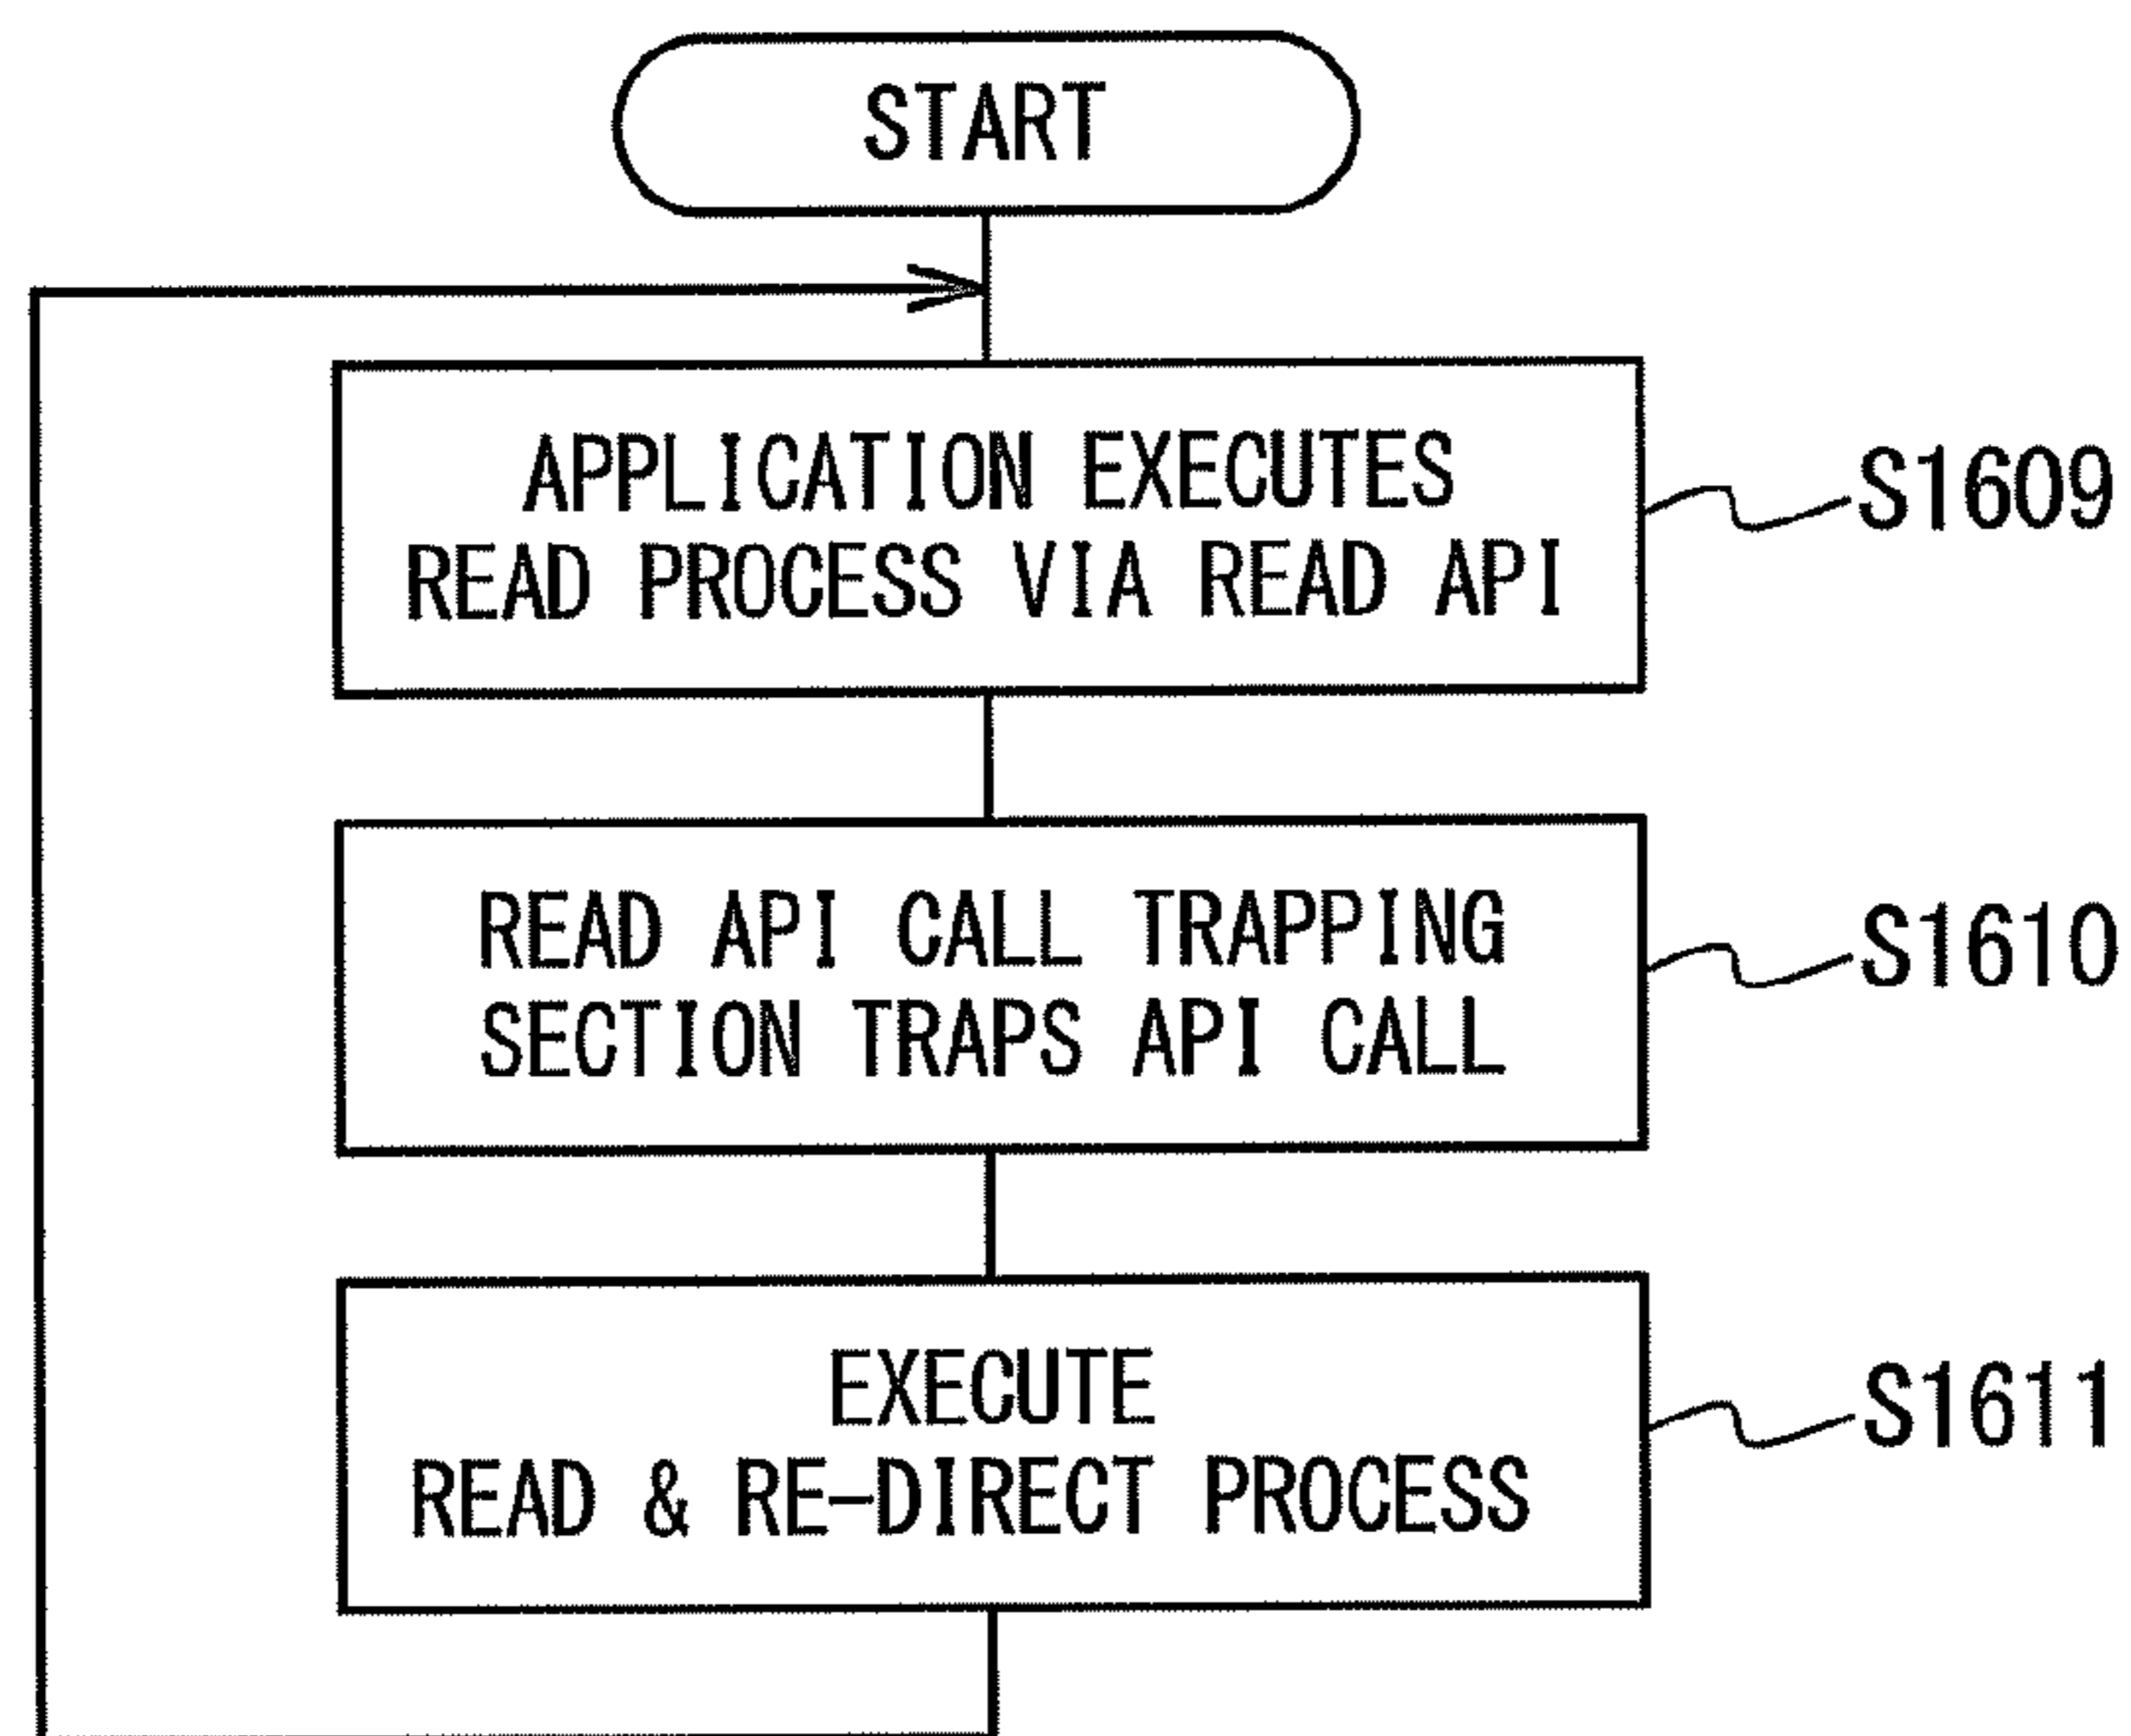 START
APPLICATION EXECUTES
READ PROCESS VIA READ API
S1609
READ API CALL TRAPPING
SECTION TRAPS API CALL
S1610
EXECUTE
READ & RE-DIRECT PROCESS
S1611